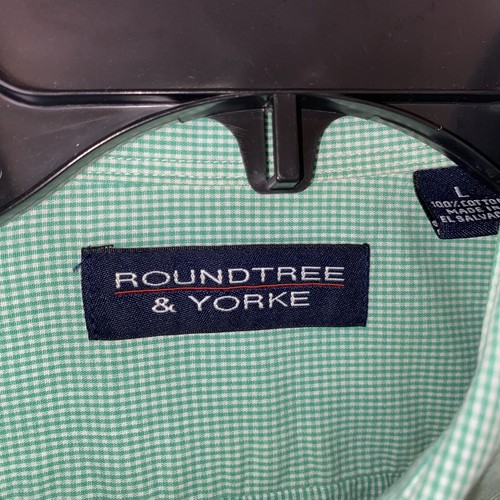 ROUNDTREE
& YORKE
L
100% COTTON
MADE IN
EL SALVADOR